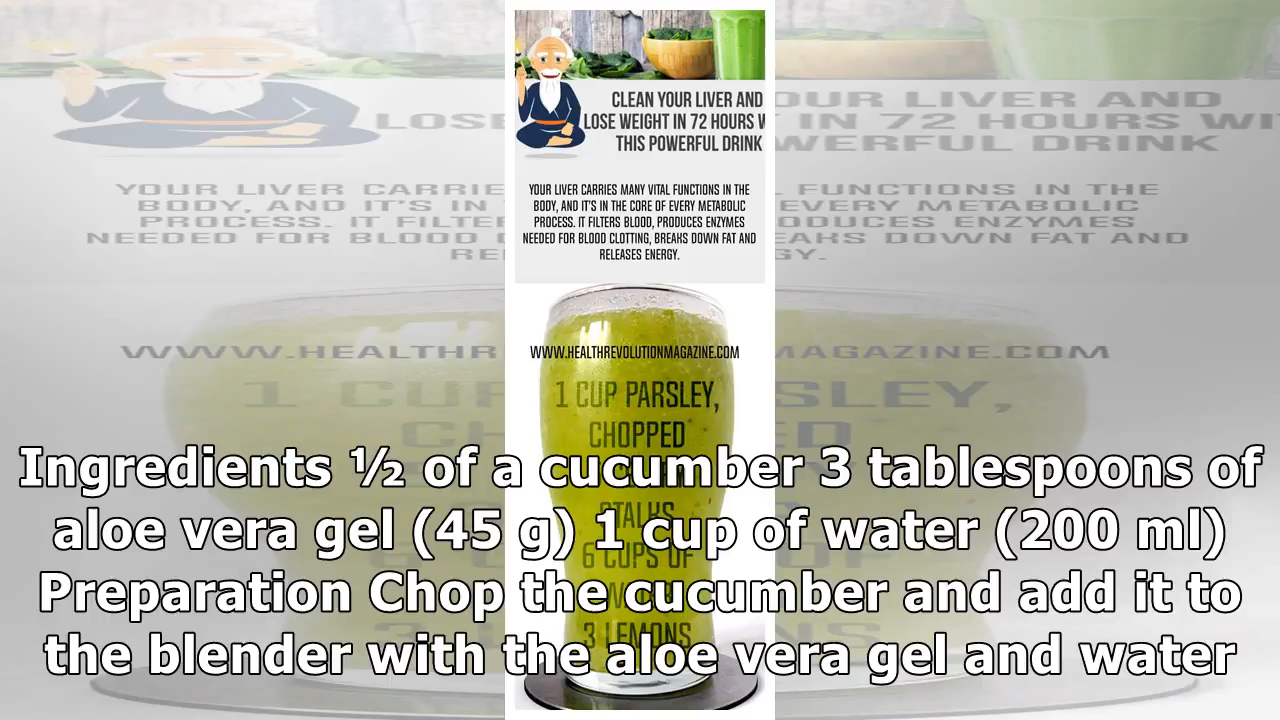 CLEAN YOUR LIVER AND
LOSE WEIGHT IN 72 HOURS W
THIS POWERFUL DRINK
YOUR LIVER CARRIES MANY VITAL FUNCTIONS IN THE
BODY, AND IT'S IN THE CORE OF EVERY METABOLIC
PROCESS. IT FILTERS BLOOD, PRODUCES ENZYMES
NEEDED FOR BLOOD CLOTTING, BREAKS DOWN FAT AND
RELEASES ENERGY.
WWW.HEALTHREVOLUTIONMAGAZINE.COM
1 CUP PARSLEY,
CHOPPED
STALKS
6 CUPS OF
3 LEMONS
Ingredients ½ of a cucumber 3 tablespoons of
aloe vera gel (45 g) 1 cup of water (200 ml)
Preparation Chop the cucumber and add it to
the blender with the aloe vera gel and water